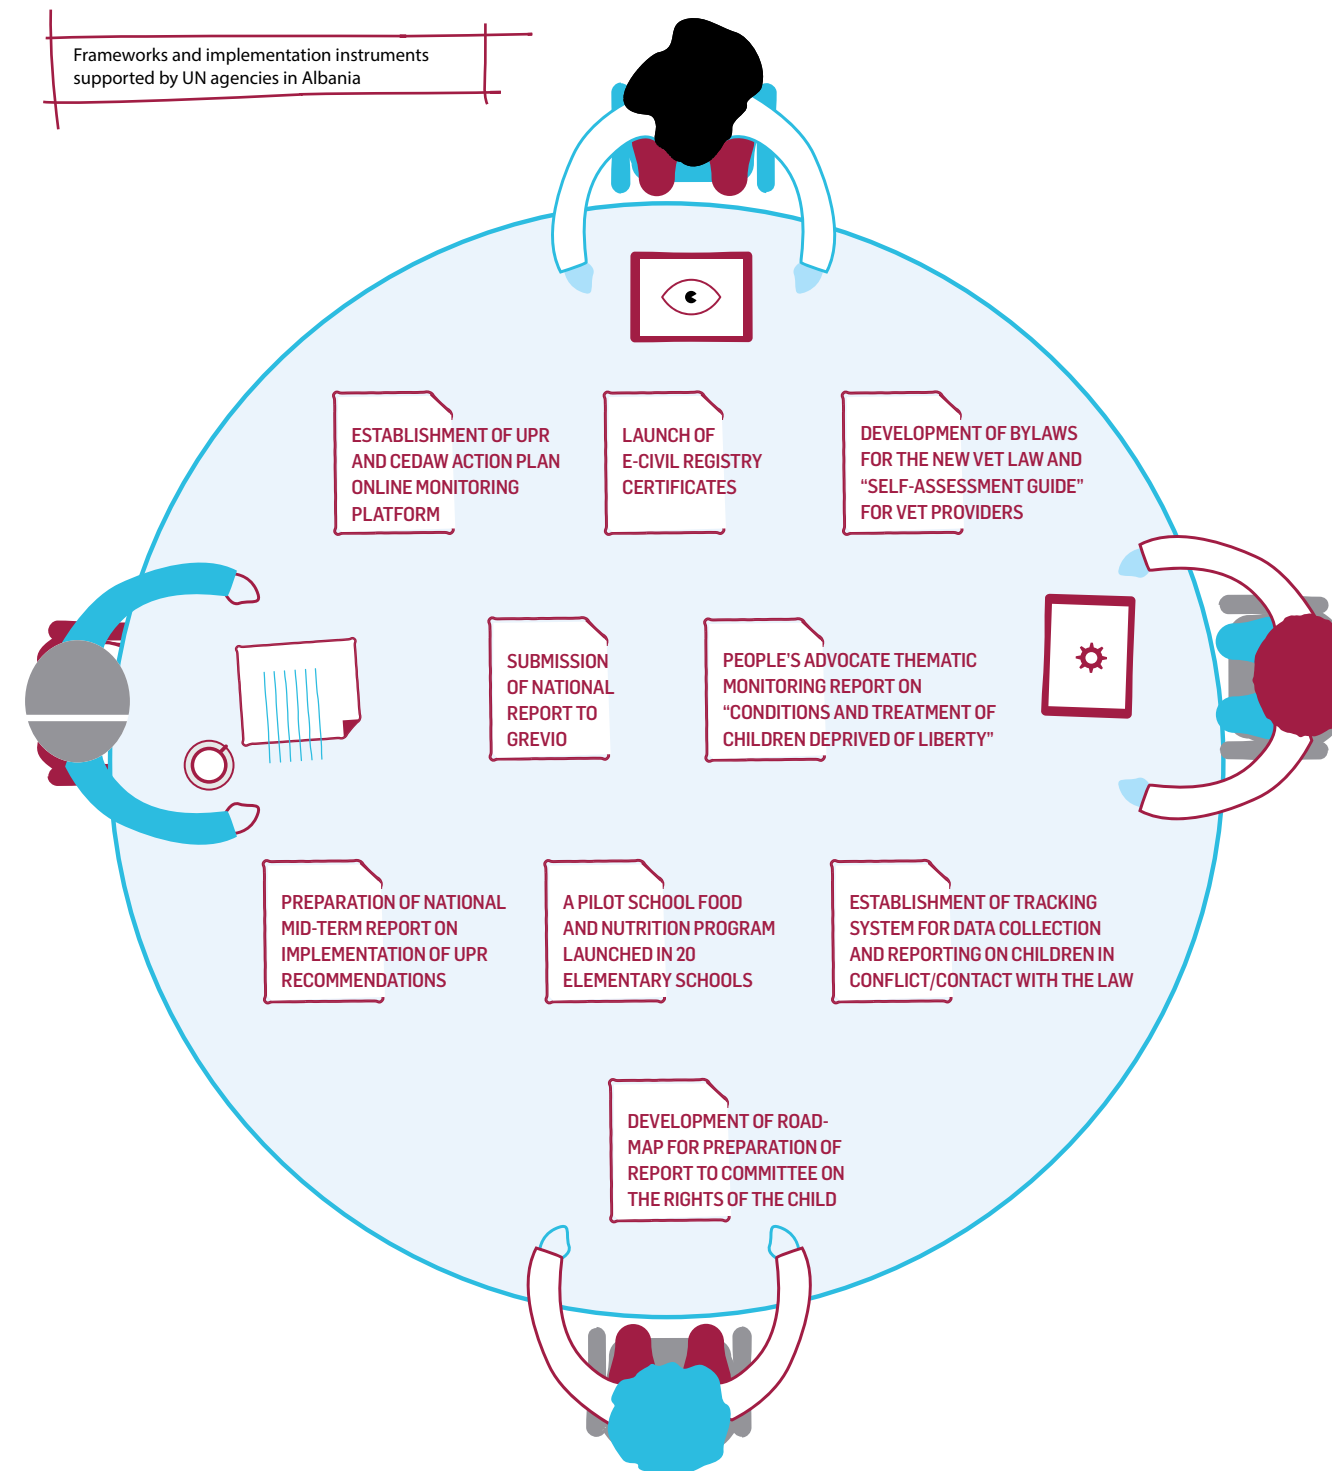 Frameworks and implementation instruments
supported by UN agencies in Albania
ESTABLISHMENT OF UPR
AND CEDAW ACTION PLAN
ONLINE MONITORING
PLATFORM
LAUNCH OF
E-CIVIL REGISTRY
CERTIFICATES
DEVELOPMENT OF BYLAWS
FOR THE NEW VET LAW AND
“SELF-ASSESSMENT GUIDE”
FOR VET PROVIDERS
SUBMISSION
OF NATIONAL
REPORT TO
GREVIO
PEOPLE’S ADVOCATE THEMATIC
MONITORING REPORT ON
“CONDITIONS AND TREATMENT OF
CHILDREN DEPRIVED OF LIBERTY”
PREPARATION OF NATIONAL
MID-TERM REPORT ON
IMPLEMENTATION OF UPR
RECOMMENDATIONS
A PILOT SCHOOL FOOD
AND NUTRITION PROGRAM
LAUNCHED IN 20
ELEMENTARY SCHOOLS
ESTABLISHMENT OF TRACKING
SYSTEM FOR DATA COLLECTION
AND REPORTING ON CHILDREN IN
CONFLICT/CONTACT WITH THE LAW
DEVELOPMENT OF ROAD-
MAP FOR PREPARATION OF
REPORT TO COMMITTEE ON
THE RIGHTS OF THE CHILD